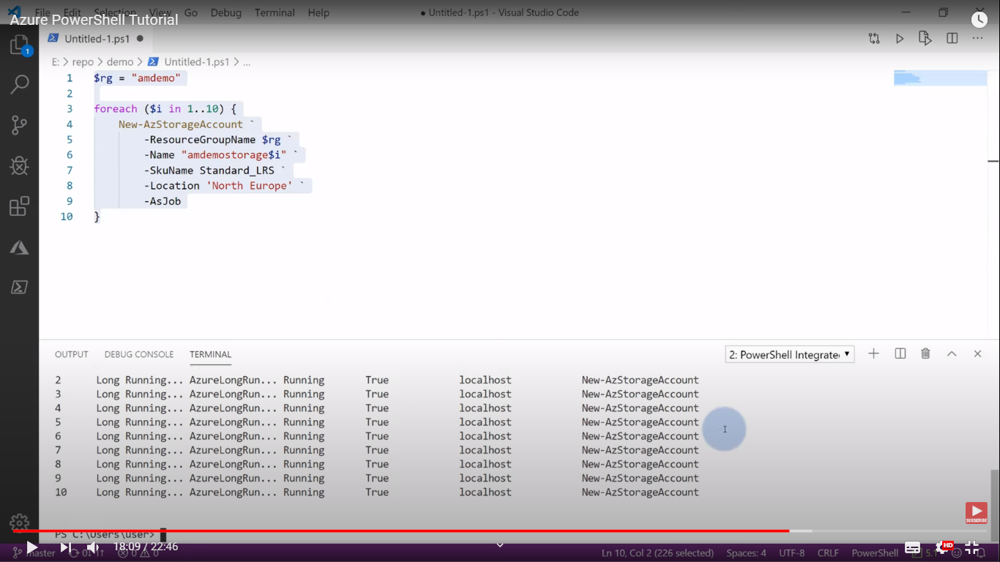 File Edit Selection View Go Debug Terminal Help
● Untitled-1.ps1 - Visual Studio Code
Azure PowerShell Tutorial
Untitled-1.ps1 ●
1
E: > repo > demo > Untitled-1.ps1 > ...
1 $rg = "amdemo"
2
3 foreach ($i in 1..10) {
4 New-AzStorageAccount `
5 -ResourceGroupName $rg `
6 -Name "amdemostorage$i" `
7 -SkuName Standard_LRS `
8 -Location 'North Europe' `
9 -AsJob
10 }
OUTPUT DEBUG CONSOLE TERMINAL 2: PowerShell Integrate
2 Long Running... AzureLongRun... Running True localhost New-AzStorageAccount
3 Long Running... AzureLongRun... Running True localhost New-AzStorageAccount
4 Long Running... AzureLongRun... Running True localhost New-AzStorageAccount
5 Long Running... AzureLongRun... Running True localhost New-AzStorageAccount
6 Long Running... AzureLongRun... Running True localhost New-AzStorageAccount
7 Long Running... AzureLongRun... Running True localhost New-AzStorageAccount
8 Long Running... AzureLongRun... Running True localhost New-AzStorageAccount
9 Long Running... AzureLongRun... Running True localhost New-AzStorageAccount
10 Long Running... AzureLongRun... Running True localhost New-AzStorageAccount
SUBSCRIBE
PS C:\Users\user>
18:09 / 22:46
HD
master 0 0 Ln 10, Col 2 (226 selected) Spaces: 4 UTF-8 CRLF PowerShell 5.1